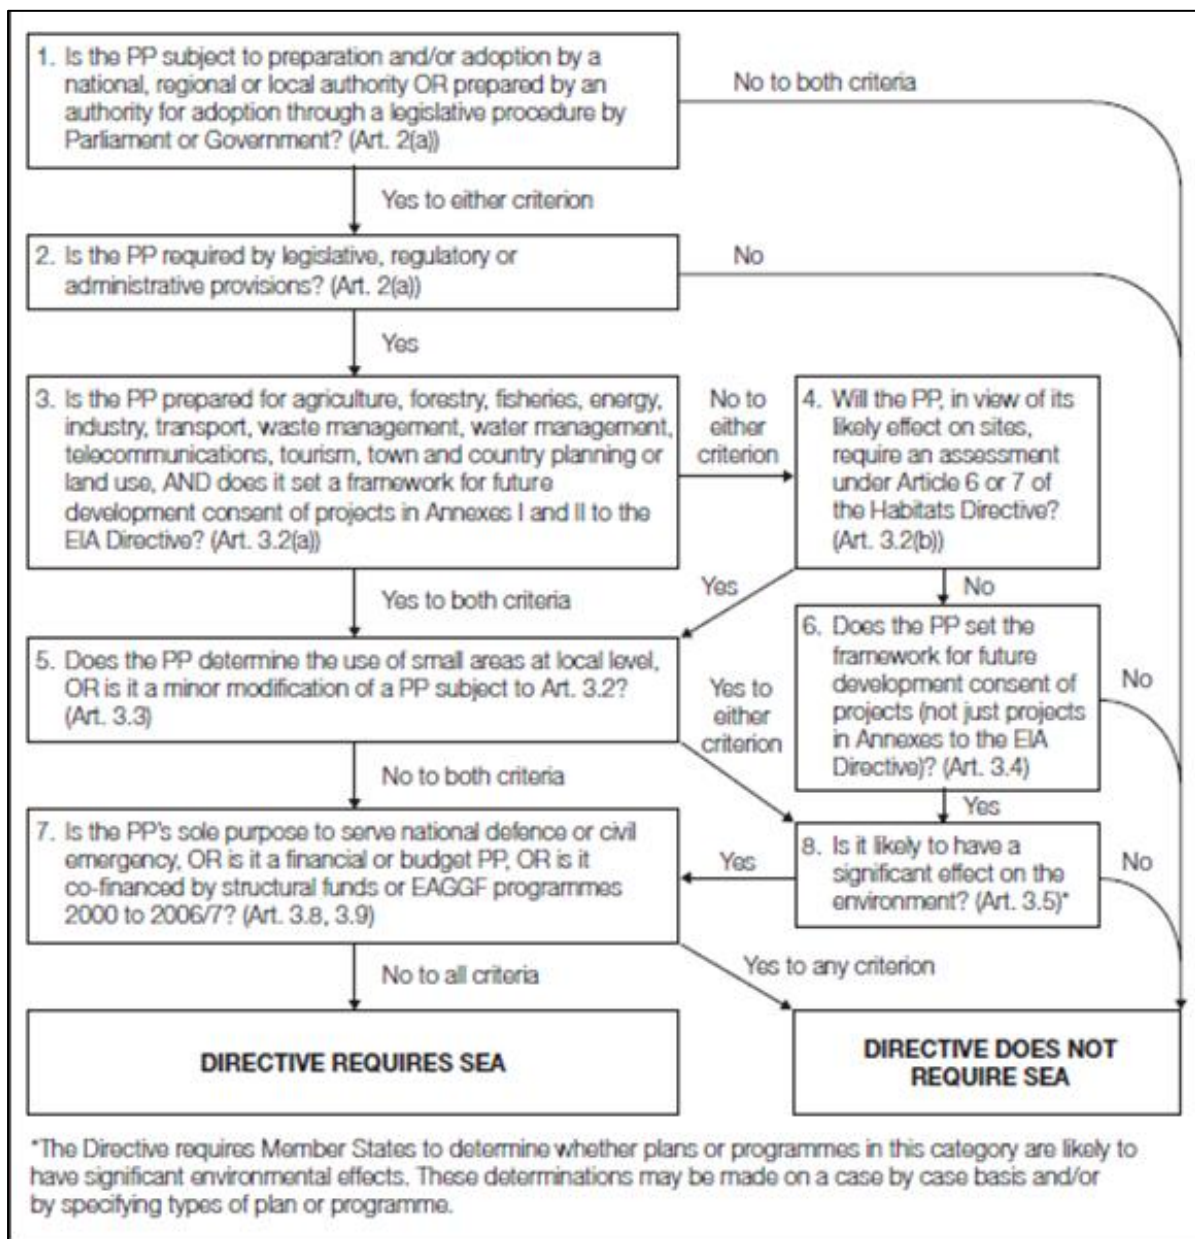 1. Is the PP subject to preparation and/or adoption by a
national, regional or local authority OR prepared by an
authority for adoption through a legislative procedure by
Parliament or Government? (Art. 2(a))
No to both criteria
Yes to either criterion
2. Is the PP required by legislative, regulatory or
administrative provisions? (Art. 2(a))
No
Yes
3. Is the PP prepared for agriculture, forestry, fisheries, energy,
industry, transport, waste management, water management,
telecommunications, tourism, town and country planning or
land use, AND does it set a framework for future
development consent of projects in Annexes I and II to the
EIA Directive? (Art. 3.2(a))
No to
either
criterion
4. Will the PP, in view of its
likely effect on sites,
require an assessment
under Article 6 or 7 of
the Habitats Directive?
(Art. 3.2(b))
Yes to both criteria
Yes
No
5. Does the PP determine the use of small areas at local level,
OR is it a minor modification of a PP subject to Art. 3.2?
(Art. 3.3)
Yes to
either
criterion
6. Does the PP set the
framework for future
development consent of
projects (not just projects
in Annexes to the EIA
Directive)? (Art. 3.4)
No
No to both criteria
Yes
7. Is the PP's sole purpose to serve national defence or civil
emergency, OR is it a financial or budget PP, OR is it
co-financed by structural funds or EAGGF programmes
2000 to 2006/7? (Art. 3.8, 3.9)
Yes
8. Is it likely to have a
significant effect on the
environment? (Art. 3.5)*
No
No to all criteria
Yes to any criterion
DIRECTIVE REQUIRES SEA
DIRECTIVE DOES NOT
REQUIRE SEA
*The Directive requires Member States to determine whether plans or programmes in this category are likely to
have significant environmental effects. These determinations may be made on a case by case basis and/or
by specifying types of plan or programme.